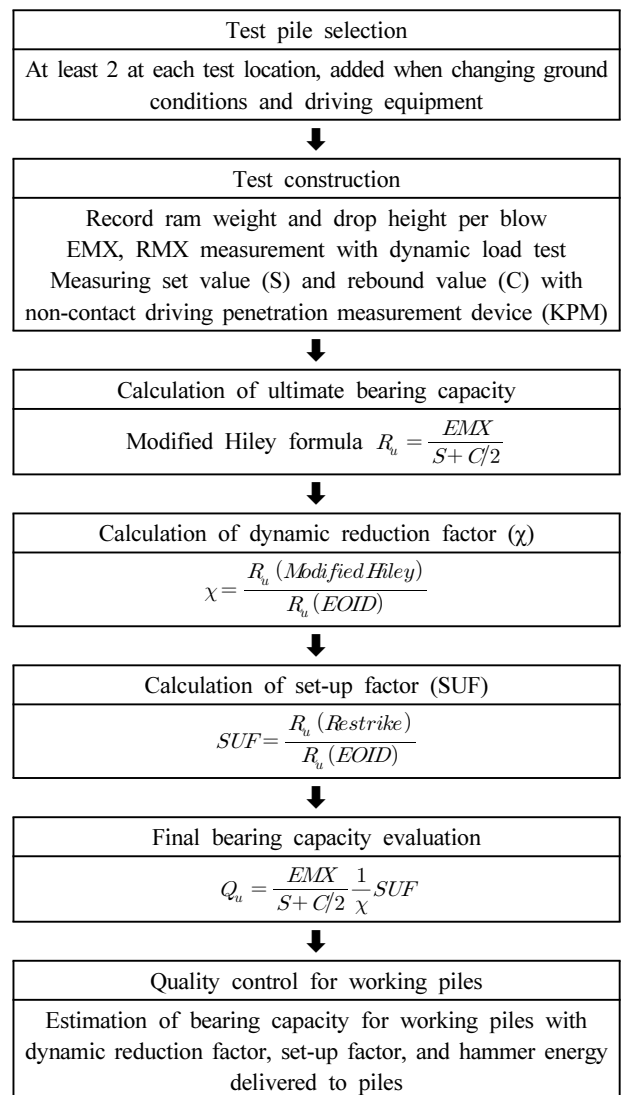 Test pile selection
At least 2 at each test location, added when changing ground
conditions and driving equipment
Test construction
Record ram weight and drop height per blow
EMX, RMX measurement with dynamic load test
Measuring set value (S) and rebound value (C) with
non-contact driving penetration measurement device (KPM)
Calculation of ultimate bearing capacity
Modified Hiley formula R_u = EMX / (S + C/2)
Calculation of dynamic reduction factor (χ)
χ = R_u (Modified Hiley) / R_u (EOID)
Calculation of set-up factor (SUF)
SUF = R_u (Restrike) / R_u (EOID)
Final bearing capacity evaluation
Q_u = EMX / (S + C/2) 1/χ SUF
Quality control for working piles
Estimation of bearing capacity for working piles with
dynamic reduction factor, set-up factor, and hammer energy
delivered to piles